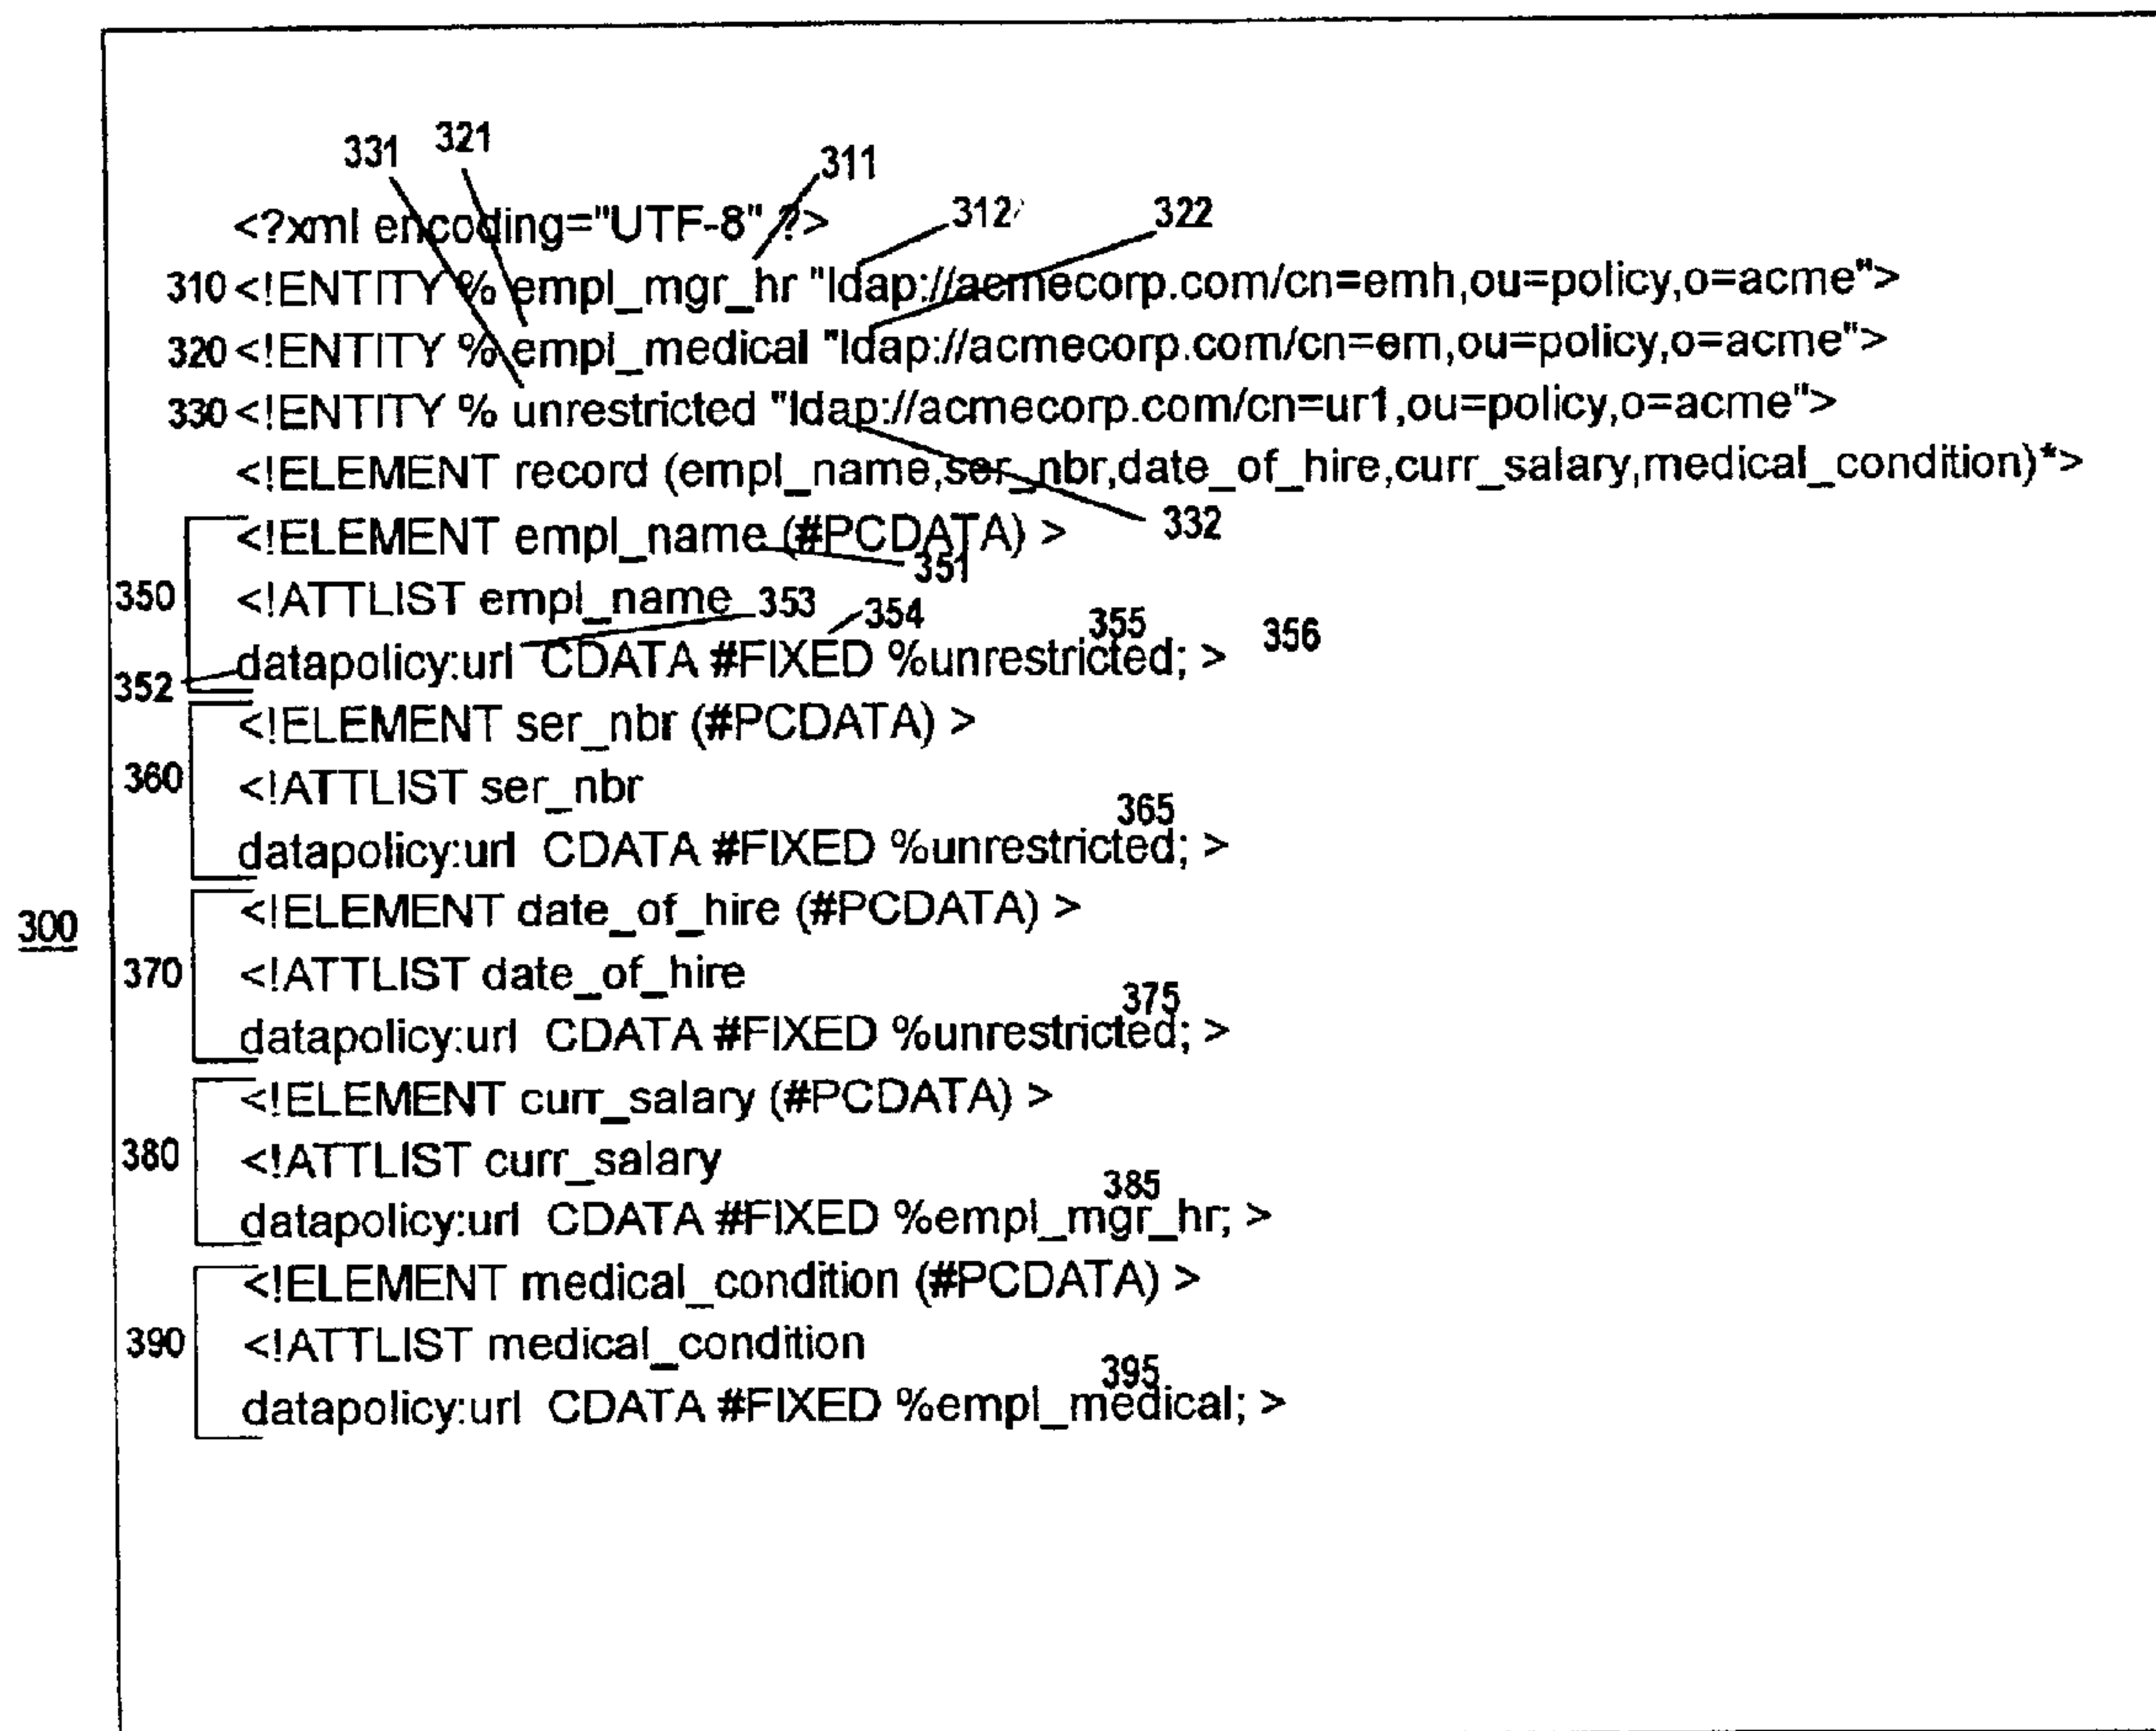 331 321 311
<?xml encoding="UTF-8" ?> 312 322
310 <!ENTITY % empl_mgr_hr "ldap://acmecorp.com/cn=emh,ou=policy,o=acme">
320 <!ENTITY % empl_medical "ldap://acmecorp.com/cn=em,ou=policy,o=acme">
330 <!ENTITY % unrestricted "ldap://acmecorp.com/cn=ur1,ou=policy,o=acme">
<!ELEMENT record (empl_name,ser_nbr,date_of_hire,curr_salary,medical_condition)*>
<!ELEMENT empl_name (#PCDATA) > 332
351
350 <!ATTLIST empl_name 353 354 355 356
352 datapolicy:url CDATA #FIXED %unrestricted; >
<!ELEMENT ser_nbr (#PCDATA) >
360 <!ATTLIST ser_nbr
365
datapolicy:url CDATA #FIXED %unrestricted; >
<!ELEMENT date_of_hire (#PCDATA) >
300
370 <!ATTLIST date_of_hire
375
datapolicy:url CDATA #FIXED %unrestricted; >
<!ELEMENT curr_salary (#PCDATA) >
380 <!ATTLIST curr_salary
385
datapolicy:url CDATA #FIXED %empl_mgr_hr; >
<!ELEMENT medical_condition (#PCDATA) >
390 <!ATTLIST medical_condition
395
datapolicy:url CDATA #FIXED %empl_medical; >